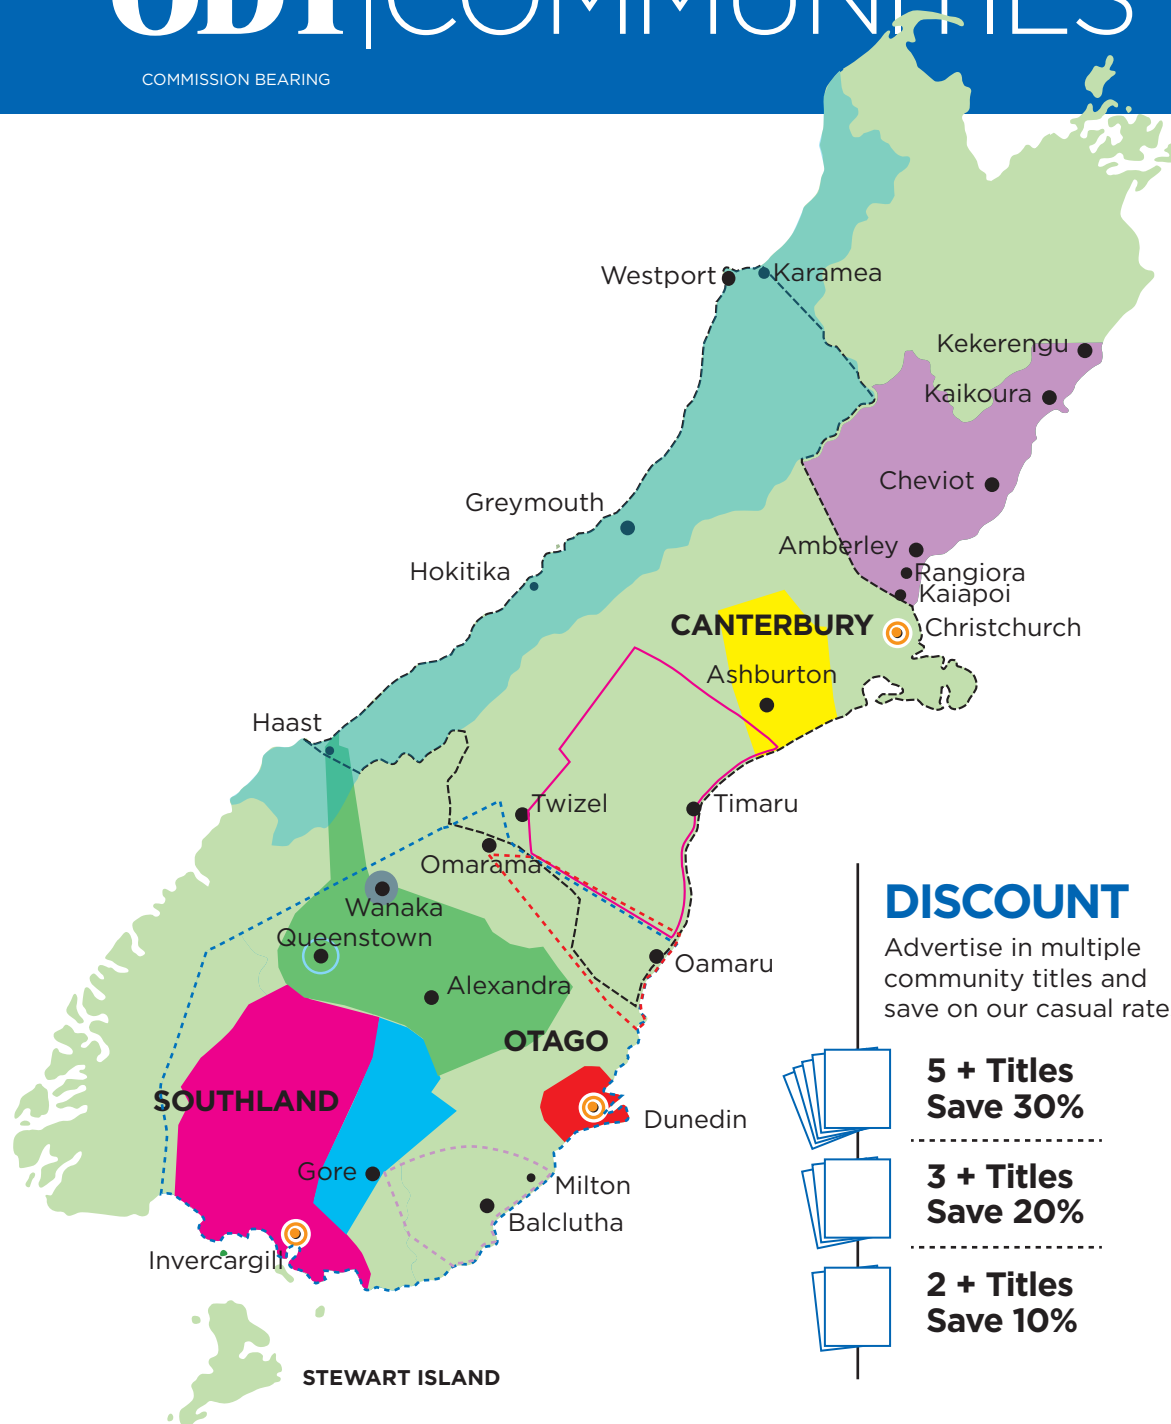 ODT | COMMUNITIES
COMMISSION BEARING
Westport
Karamea
Kekerengu
Kaikoura
Cheviot
Greymouth
Amberley
Hokitika
Rangiora
Kaiapoi
CANTERBURY
Christchurch
Ashburton
Haast
Twizel
Timaru
Omarama
Wanaka
Queenstown
Oamaru
Alexandra
OTAGO
SOUTHLAND
Dunedin
Gore
Milton
Balclutha
Invercargill
STEWART ISLAND
DISCOUNT
Advertise in multiple
community titles and
save on our casual rate
5 + Titles
Save 30%
3 + Titles
Save 20%
2 + Titles
Save 10%